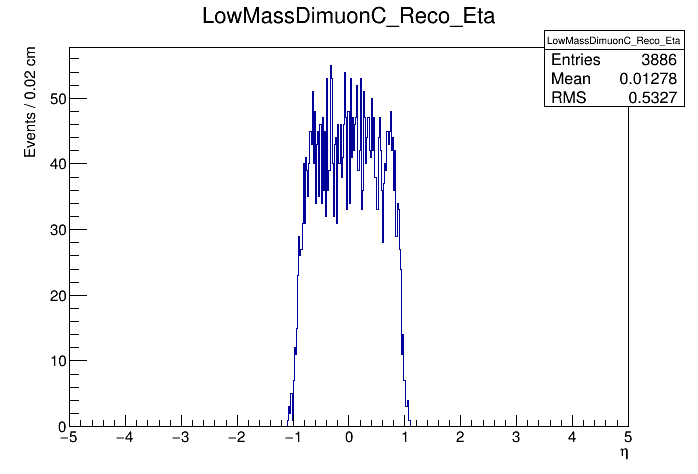 LowMassDimuonC_Reco_Eta
LowMassDimuonC_Reco_Eta
Entries 3886
Mean 0.01278
RMS 0.5327
Events / 0.02 cm
50
40
30
20
10
0
−5 −4 −3 −2 −1 0 1 2 3 4 5
η